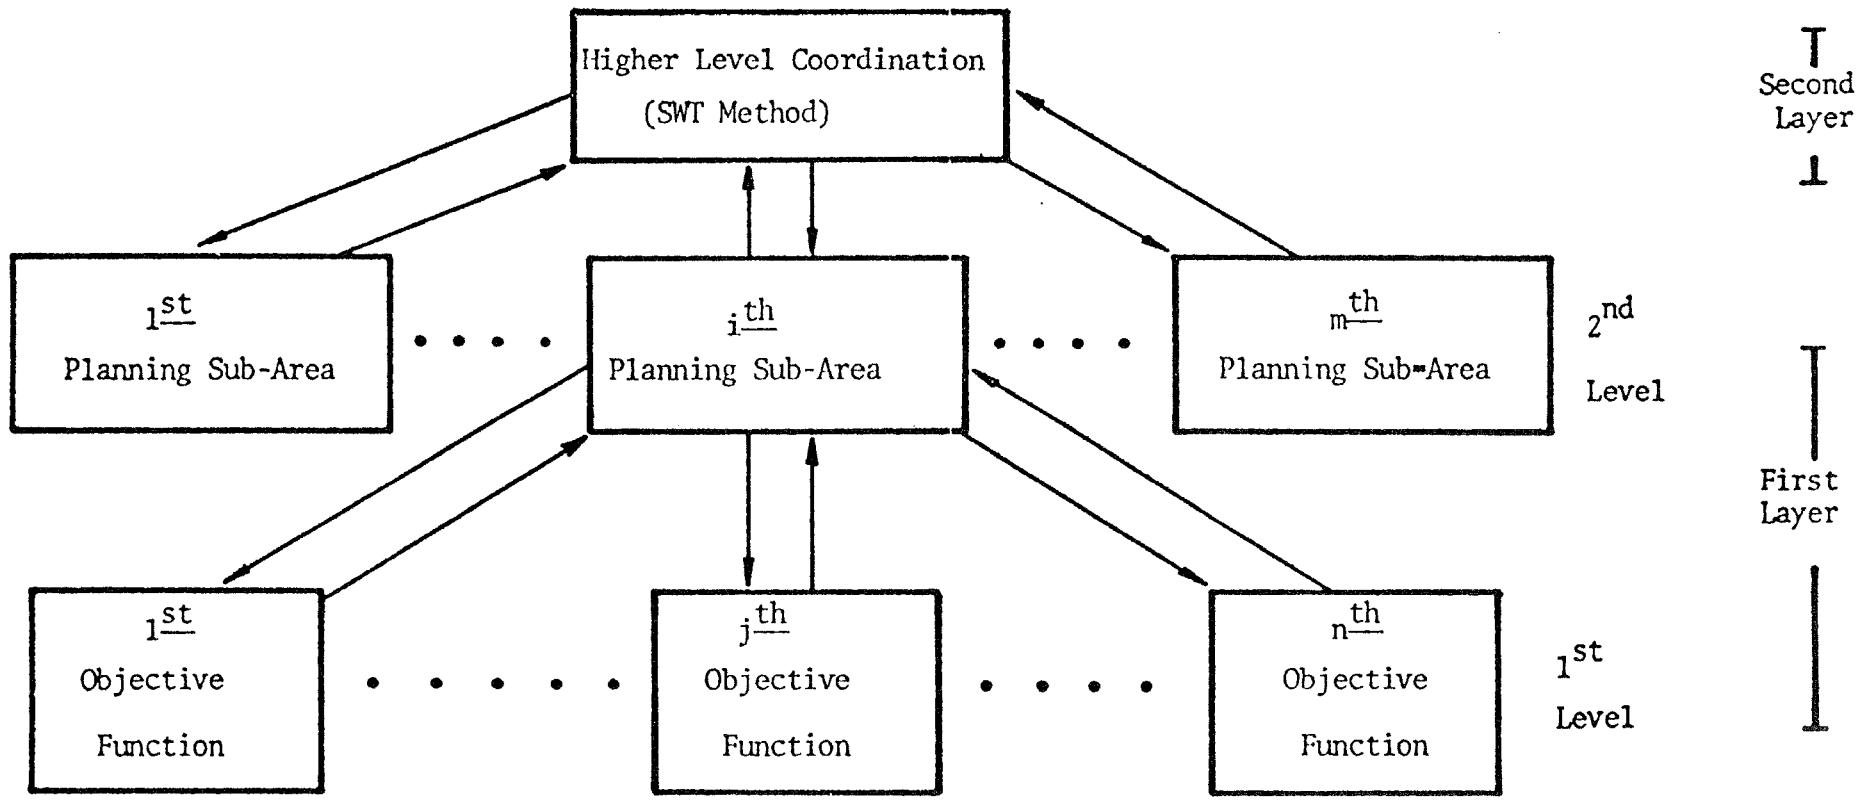 Higher Level Coordination
(SWT Method)
Second
Layer
1st
Planning Sub-Area
ith
Planning Sub-Area
mth
Planning Sub-Area
2nd
Level
First
Layer
1st
Objective
Function
jth
Objective
Function
nth
Objective
Function
1st
Level